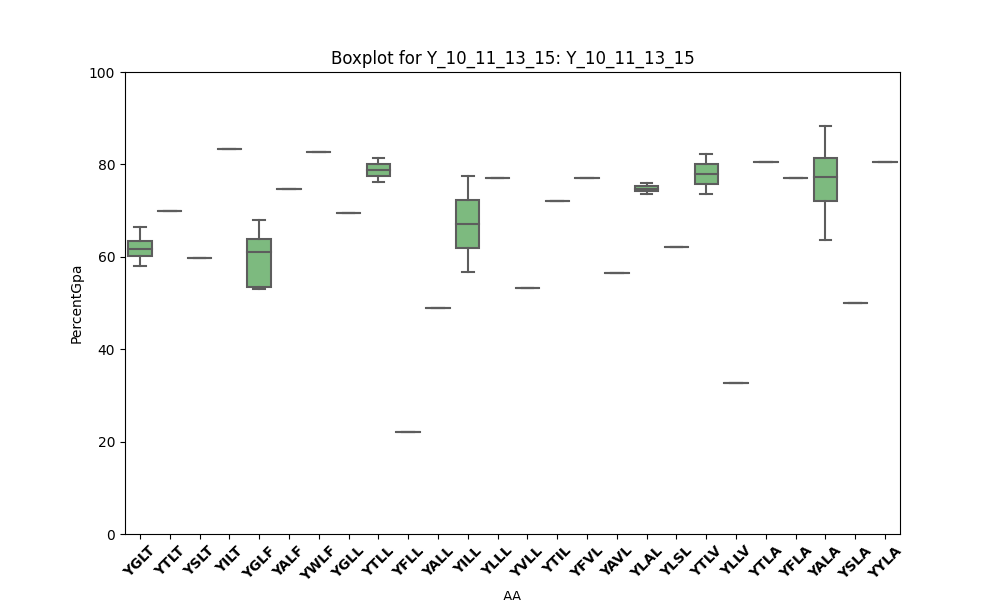 Boxplot for Y_10_11_13_15: Y_10_11_13_15
100
80
60
40
20
0
PercentGpa
YGLT YTLT YSLT YILT YGLF YALF YWLF YGLL YTLL YFLL YALL YILL YLLL YVLL YTIL YFVL YAVL YLAL YLSL YTLV YLLV YTLA YFLA YALA YSLA YYLA
AA